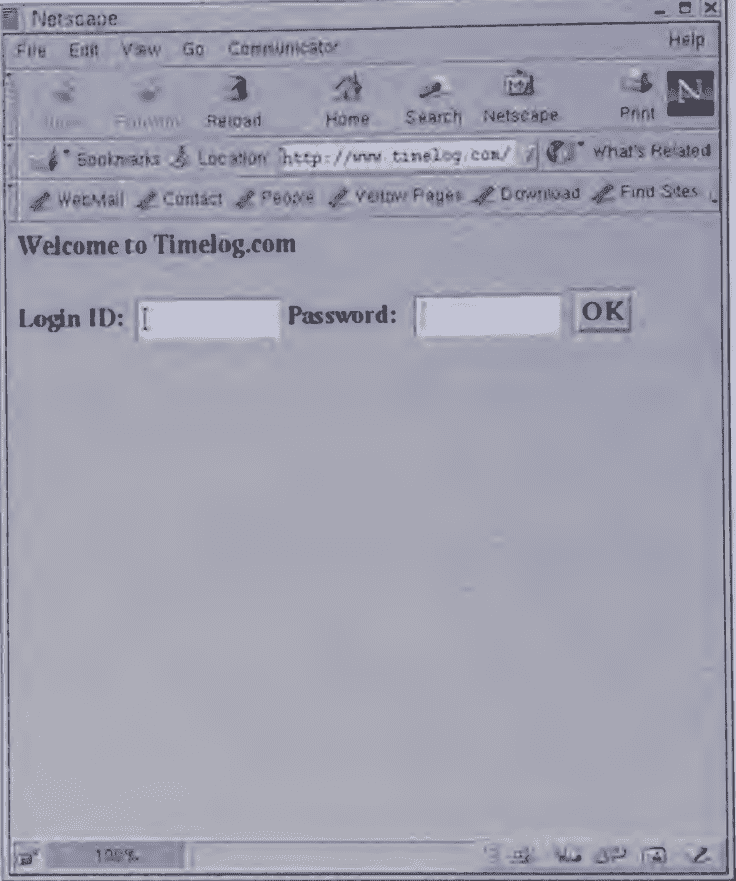 Netscape
File Edit View Go Communicator Help
Forward Reload Home Search Netscape Print N
Bookmarks Location http://www.timelog.com/ What's Related
WebMail Contact People Yellow Pages Download Find Sites
Welcome to Timelog.com
Login ID: Password: OK
100%